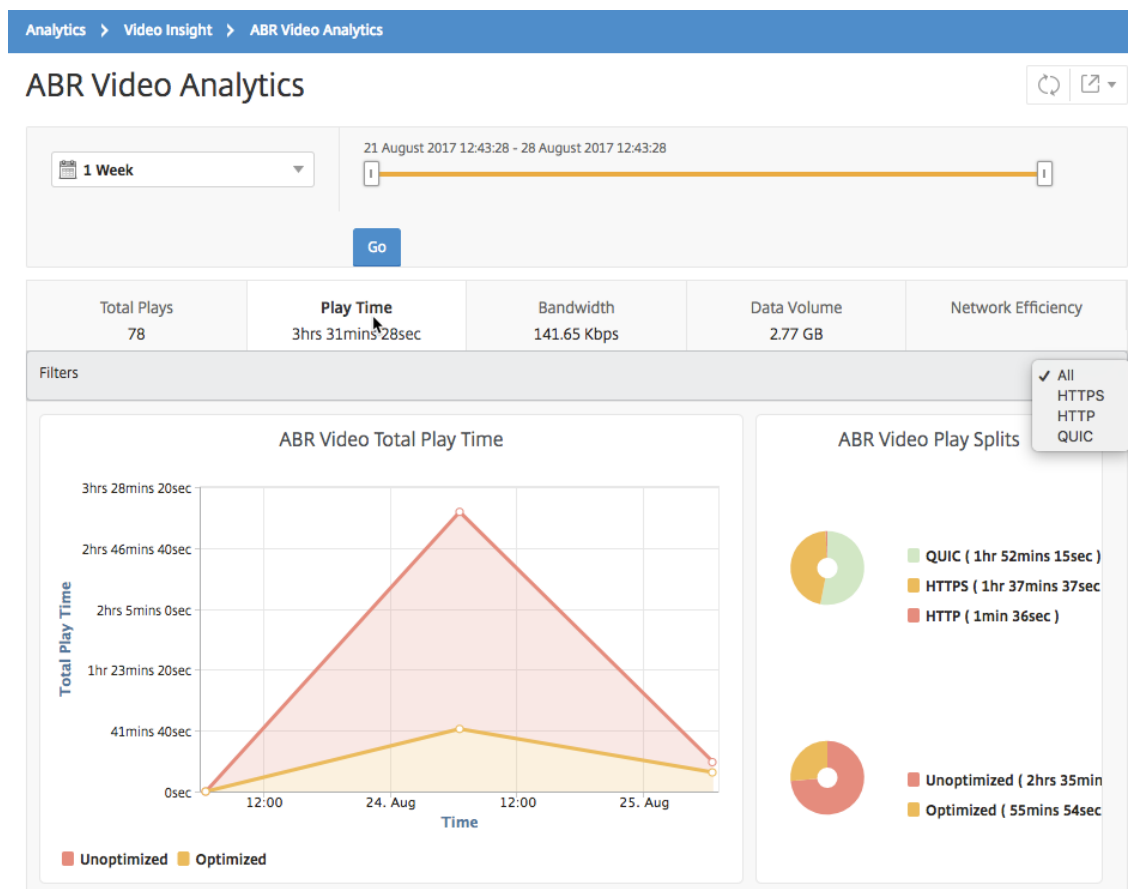 Analytics > Video Insight > ABR Video Analytics
ABR Video Analytics
21 August 2017 12:43:28 - 28 August 2017 12:43:28
1 Week
Go
Total Plays
78
Play Time
3hrs 31mins 28sec
Bandwidth
141.65 Kbps
Data Volume
2.77 GB
Network Efficiency
Filters
✓ All
HTTPS
HTTP
QUIC
ABR Video Total Play Time
3hrs 28mins 20sec
2hrs 46mins 40sec
2hrs 5mins 0sec
1hr 23mins 20sec
41mins 40sec
0sec
Total Play Time
12:00
24. Aug
12:00
25. Aug
Time
Unoptimized
Optimized
ABR Video Play Splits
QUIC ( 1hr 52mins 15sec )
HTTPS ( 1hr 37mins 37sec
HTTP ( 1min 36sec )
Unoptimized ( 2hrs 35min
Optimized ( 55mins 54sec